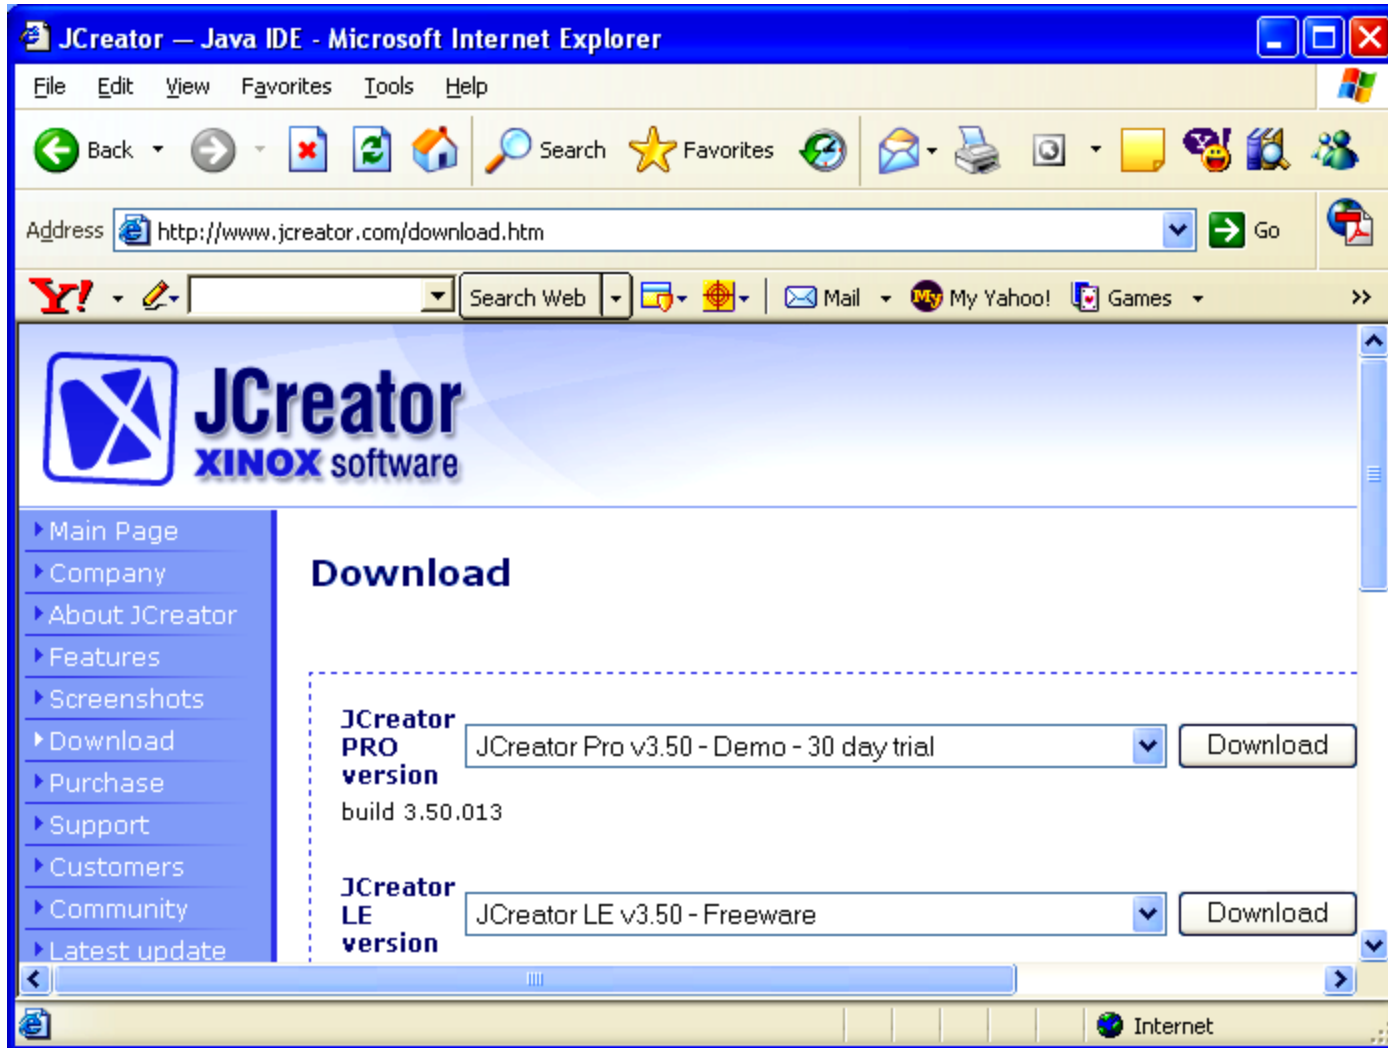 JCreator — Java IDE - Microsoft Internet Explorer
File Edit View Favorites Tools Help
Back Search Favorites
Address http://www.jcreator.com/download.htm Go
Y! Search Web Mail My My Yahoo! Games »
JCreator
XINOX software
Main Page
Company
About JCreator
Features
Screenshots
Download
Purchase
Support
Customers
Community
Latest update
Download
JCreator PRO version
JCreator Pro v3.50 - Demo - 30 day trial Download
build 3.50.013
JCreator LE version
JCreator LE v3.50 - Freeware Download
Internet